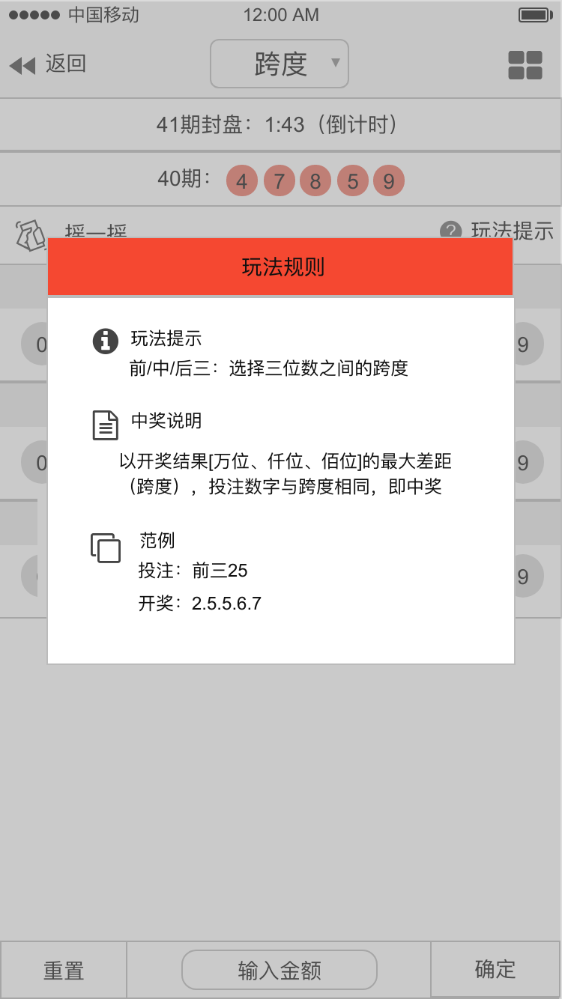 中国移动 12:00 AM
返回 跨度
41期封盘：1:43（倒计时）
40期： 4 7 8 5 9
摇一摇 玩法提示
玩法规则
玩法提示
0 9
前/中/后三：选择三位数之间的跨度
中奖说明
0 9
以开奖结果[万位、仟位、佰位]的最大差距
（跨度），投注数字与跨度相同，即中奖
范例
投注：前三25
9
开奖：2.5.5.6.7
重置 输入金额 确定